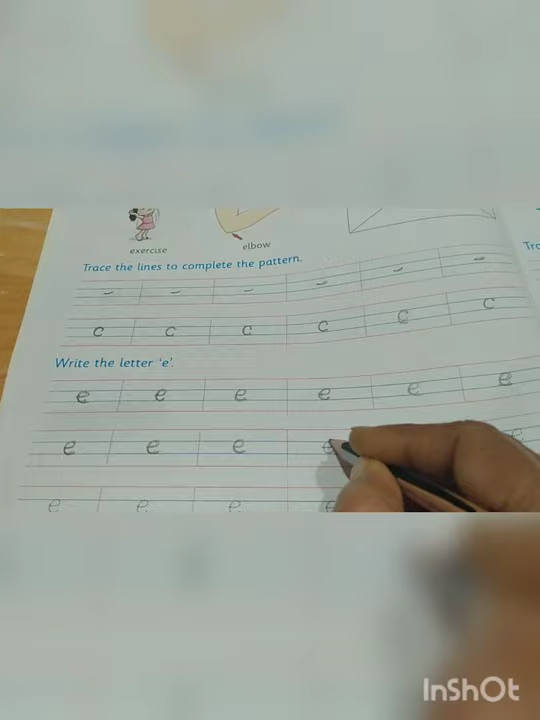 exercise elbow
Trace the lines to complete the pattern.
c c c c c c
Write the letter 'e'.
e e e e e e
e e e e e
e e e e
InShOt